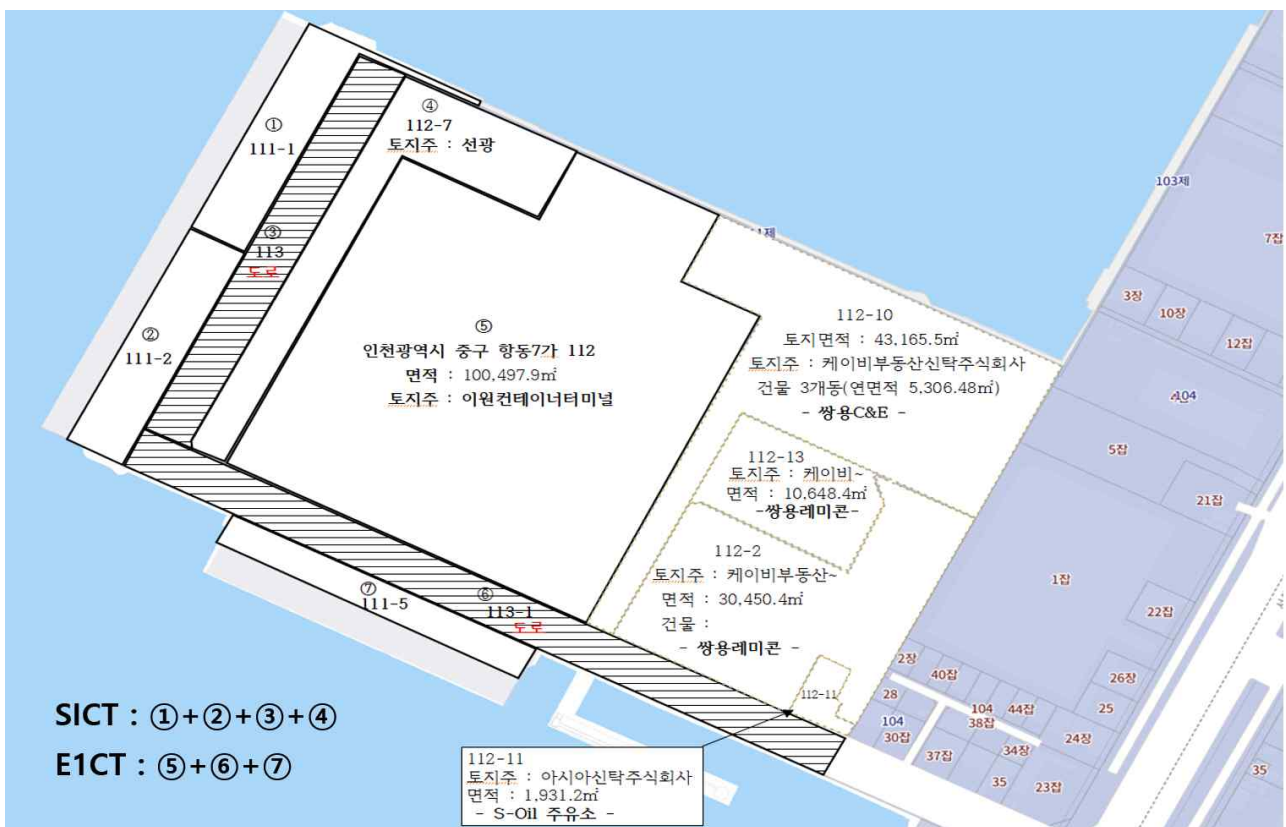 ①
111-1
②
111-2
③
113
도로
④
112-7
토지주 : 선광
⑤
인천광역시 중구 항동7가 112
면적 : 100,497.9㎡
토지주 : 이원컨테이너터미널
112-10
토지면적 : 43,165.5㎡
토지주 : 케이비부동산신탁주식회사
건물 3개동(연면적 5,306.48㎡)
- 쌍용C&E -
112-13
토지주 : 케이비~
면적 : 10,648.4㎡
-쌍용레미콘-
112-2
토지주 : 케이비부동산~
면적 : 30,450.4㎡
건물 :
- 쌍용레미콘 -
112-11
⑥
113-1
도로
⑦
111-5
SICT : ①+②+③+④
E1CT : ⑤+⑥+⑦
112-11
토지주 : 아시아신탁주식회사
면적 : 1,931.2㎡
- S-Oil 주유소 -
103제
7잡
3장
10장
12잡
104
5잡
21잡
1잡
22잡
26장
25
24장
2장
40잡
28
104
30잡
104
38잡
44잡
34장
37잡
35
23잡
35